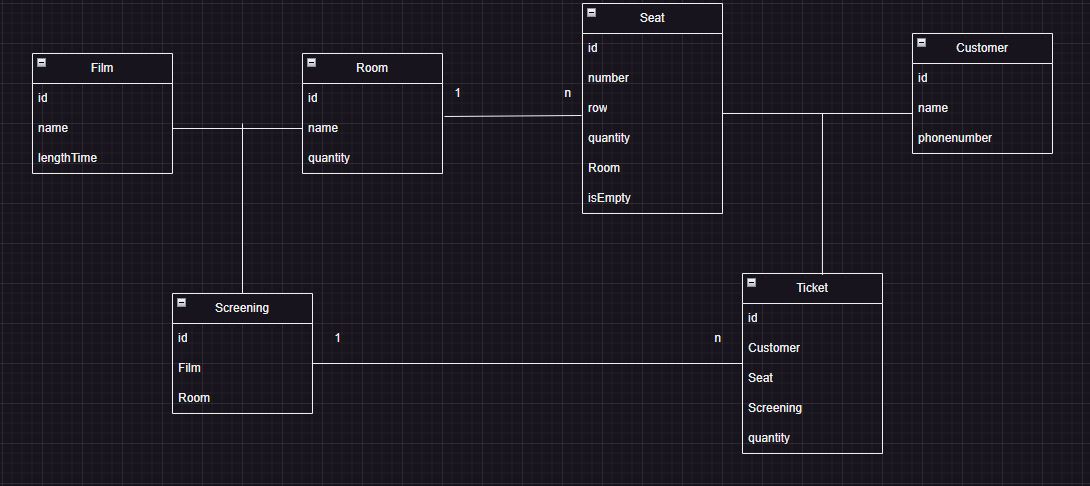 Film
id
name
lengthTime
Room
id
name
quantity
1
n
Seat
id
number
row
quantity
Room
isEmpty
Customer
id
name
phonenumber
Screening
id
Film
Room
1
n
Ticket
id
Customer
Seat
Screening
quantity